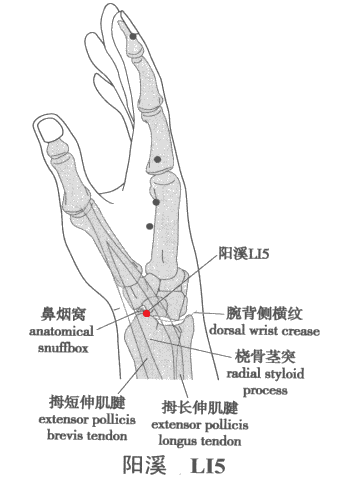 阳溪LI5
鼻烟窝
anatomical
snuffbox
腕背侧横纹
dorsal wrist crease
桡骨茎突
radial styloid
process
拇短伸肌腱
extensor pollicis
brevis tendon
拇长伸肌腱
extensor pollicis
longus tendon
阳溪 LI5